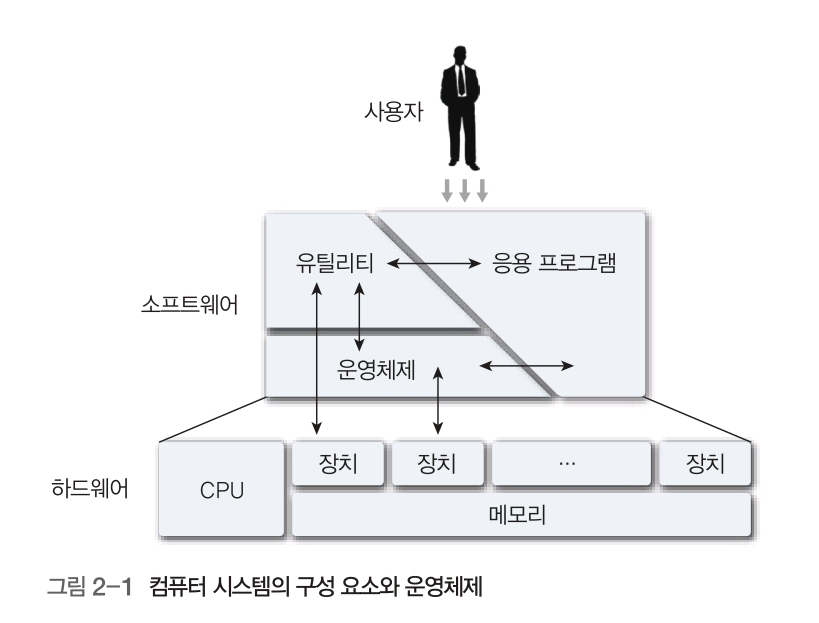 사용자
유틸리티
응용 프로그램
소프트웨어
운영체제
장치
장치
…
장치
하드웨어
CPU
메모리
그림 2-1 컴퓨터 시스템의 구성 요소와 운영체제